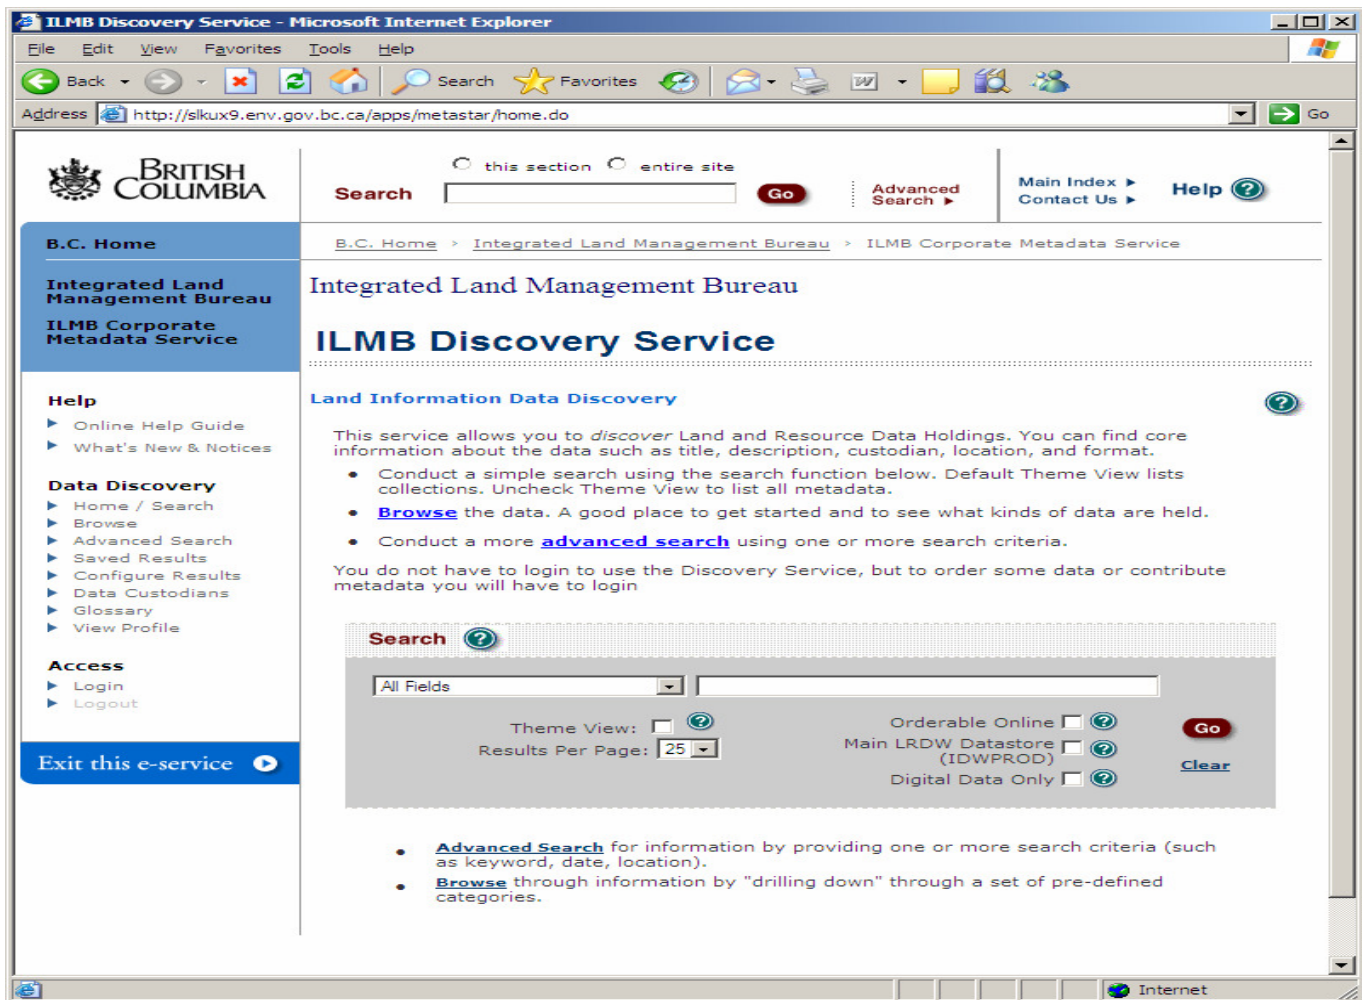 ILMB Discovery Service - Microsoft Internet Explorer
File Edit View Favorites Tools Help
Back Search Favorites
Address http://slkux9.env.gov.bc.ca/apps/metastar/home.do Go
BRITISH
COLUMBIA
this section entire site
Search Go
Advanced
Search
Main Index
Contact Us
Help ?
B.C. Home
Integrated Land
Management Bureau
ILMB Corporate
Metadata Service
Help
Online Help Guide
What's New & Notices
Data Discovery
Home / Search
Browse
Advanced Search
Saved Results
Configure Results
Data Custodians
Glossary
View Profile
Access
Login
Logout
Exit this e-service
B.C. Home > Integrated Land Management Bureau > ILMB Corporate Metadata Service
Integrated Land Management Bureau
ILMB Discovery Service
Land Information Data Discovery ?
This service allows you to discover Land and Resource Data Holdings. You can find core
information about the data such as title, description, custodian, location, and format.
• Conduct a simple search using the search function below. Default Theme View lists
collections. Uncheck Theme View to list all metadata.
• Browse the data. A good place to get started and to see what kinds of data are held.
• Conduct a more advanced search using one or more search criteria.
You do not have to login to use the Discovery Service, but to order some data or contribute
metadata you will have to login
Search ?
All Fields
Theme View: ?
Results Per Page: 25
Orderable Online ?
Main LRDW Datastore
(IDWPROD) ?
Digital Data Only ?
Go
Clear
• Advanced Search for information by providing one or more search criteria (such
as keyword, date, location).
• Browse through information by "drilling down" through a set of pre-defined
categories.
Internet